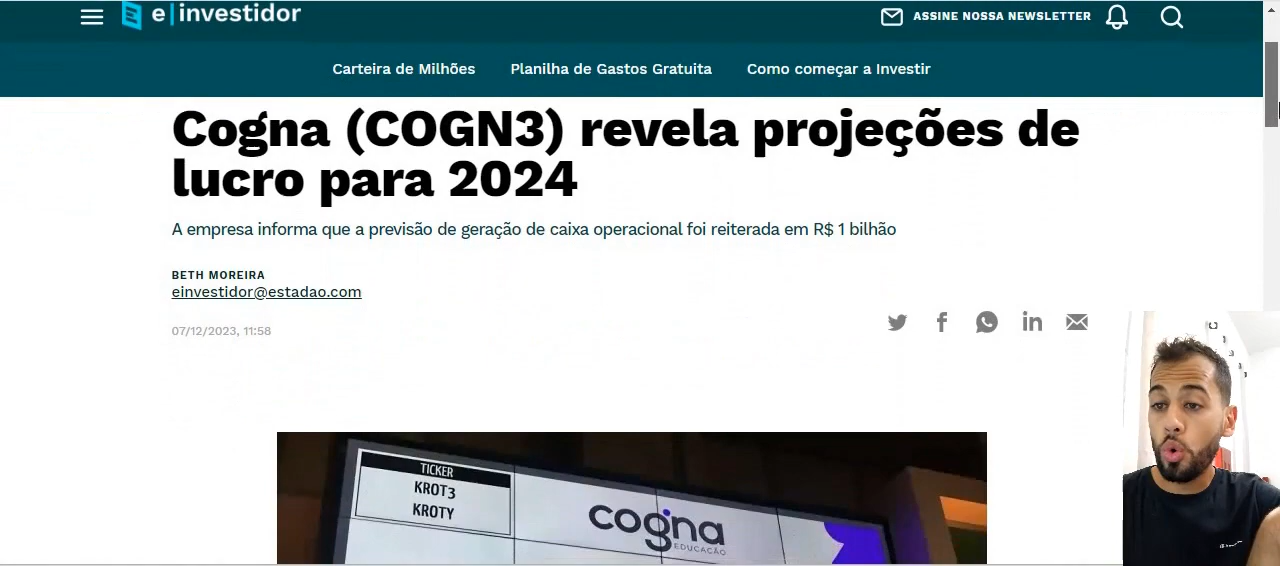 e|investidor
ASSINE NOSSA NEWSLETTER
Carteira de Milhões
Planilha de Gastos Gratuita
Como começar a Investir
Cogna (COGN3) revela projeções de
lucro para 2024
A empresa informa que a previsão de geração de caixa operacional foi reiterada em R$ 1 bilhão
BETH MOREIRA
einvestidor@estadao.com
07/12/2023, 11:58
TICKER
KROT3
KROTY
cogna
EDUCAÇÃO